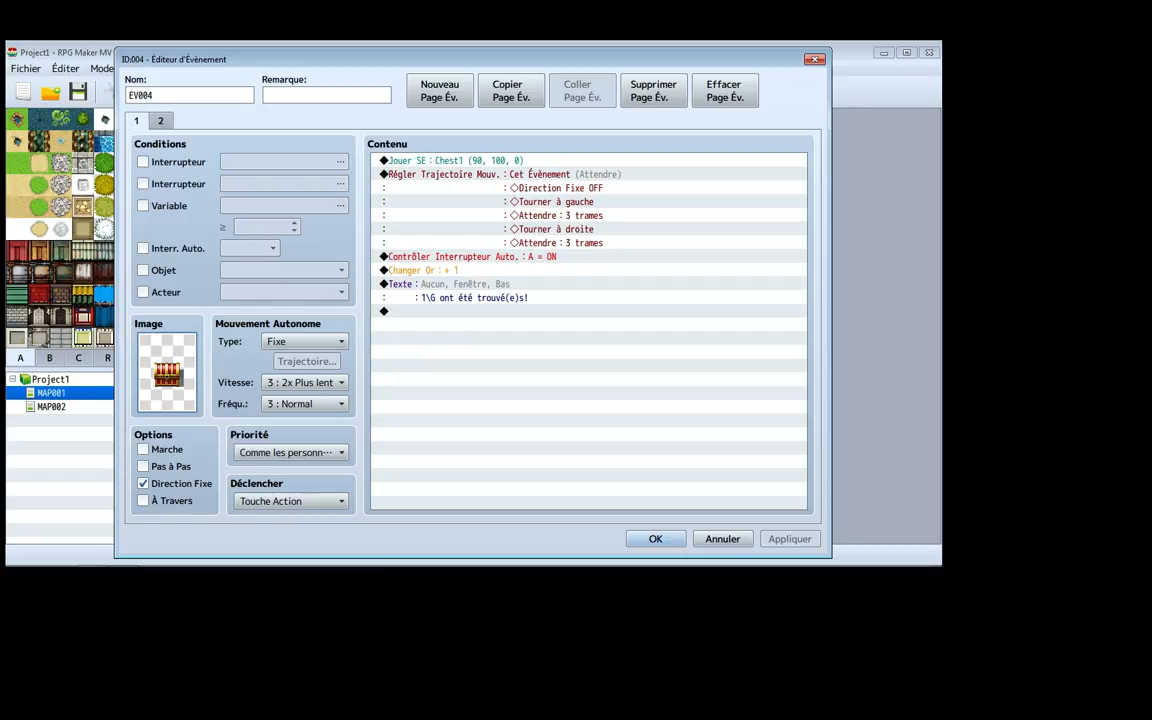 Project1 - RPG Maker MV
ID:004 - Éditeur d'Évènement
Fichier Éditer Mode
Nom:
Remarque:
EV004
Nouveau Page Év.
Copier Page Év.
Coller Page Év.
Supprimer Page Év.
Effacer Page Év.
1 2
Conditions
Interrupteur ...
Interrupteur ...
Variable ...
≥
Interr. Auto.
Objet
Acteur
Image
Mouvement Autonome
Type: Fixe
Trajectoire...
Vitesse: 3 : 2x Plus lent
Fréqu.: 3 : Normal
Options
Marche
Pas à Pas
Direction Fixe
À Travers
Priorité
Comme les personn···
Déclencher
Touche Action
Contenu
◆Jouer SE : Chest1 (90, 100, 0)
◆Régler Trajectoire Mouv. : Cet Évènement (Attendre)
: : ◇Direction Fixe OFF
: : ◇Tourner à gauche
: : ◇Attendre : 3 trames
: : ◇Tourner à droite
: : ◇Attendre : 3 trames
◆Contrôler Interrupteur Auto. : A = ON
◆Changer Or : + 1
◆Texte : Aucun, Fenêtre, Bas
: : 1\G ont été trouvé(e)s!
◆
A B C R
Project1
MAP001
MAP002
OK Annuler Appliquer